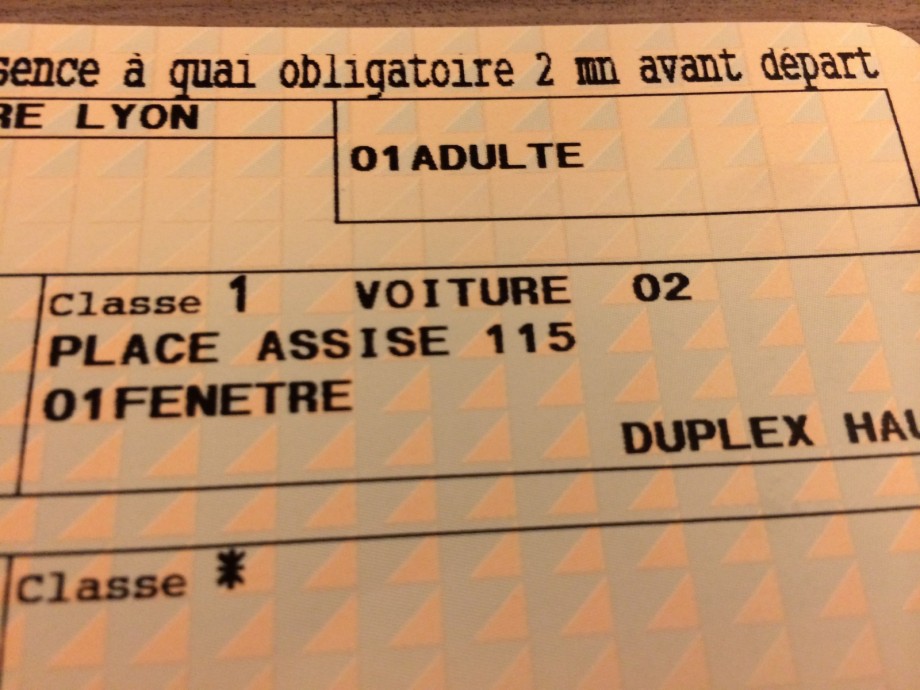 sence à quai obligatoire 2 mn avant départ
RE LYON
01ADULTE
Classe 1 VOITURE 02
PLACE ASSISE 115
01FENETRE
DUPLEX HAU
Classe *